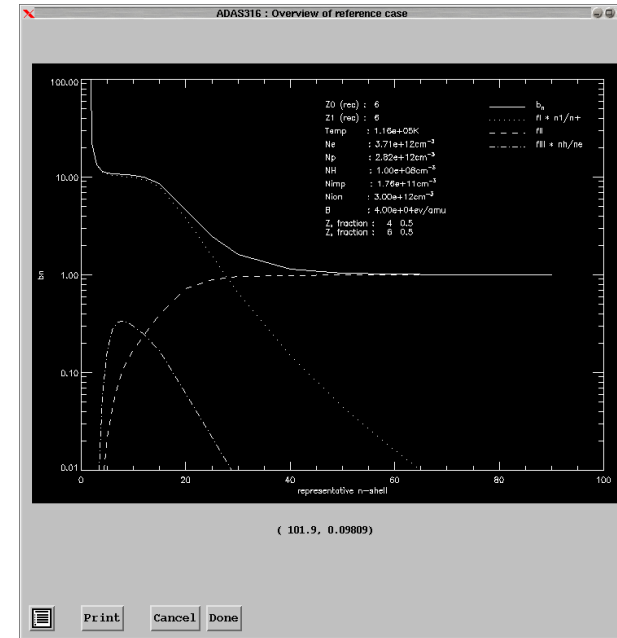 ADAS316 : Overview of reference case
100.00
10.00
1.00
0.10
0.01
bn
0
20
40
60
80
100
representative n-shell
Z0 (rec) : 6
Z1 (rec) : 6
Temp : 1.16e+05K
Ne : 3.71e+12cm⁻³
Np : 2.82e+12cm⁻³
NH : 1.00e+08cm⁻³
Nimp : 1.76e+11cm⁻³
Nion : 3.00e+12cm⁻³
B : 4.00e+04ev/amu
Z, fraction : 4 0.5
Z, fraction : 6 0.5
bₙ
fI * n1/n+
fII
fIII * nh/ne
( 101.9, 0.09809)
Print
Cancel
Done